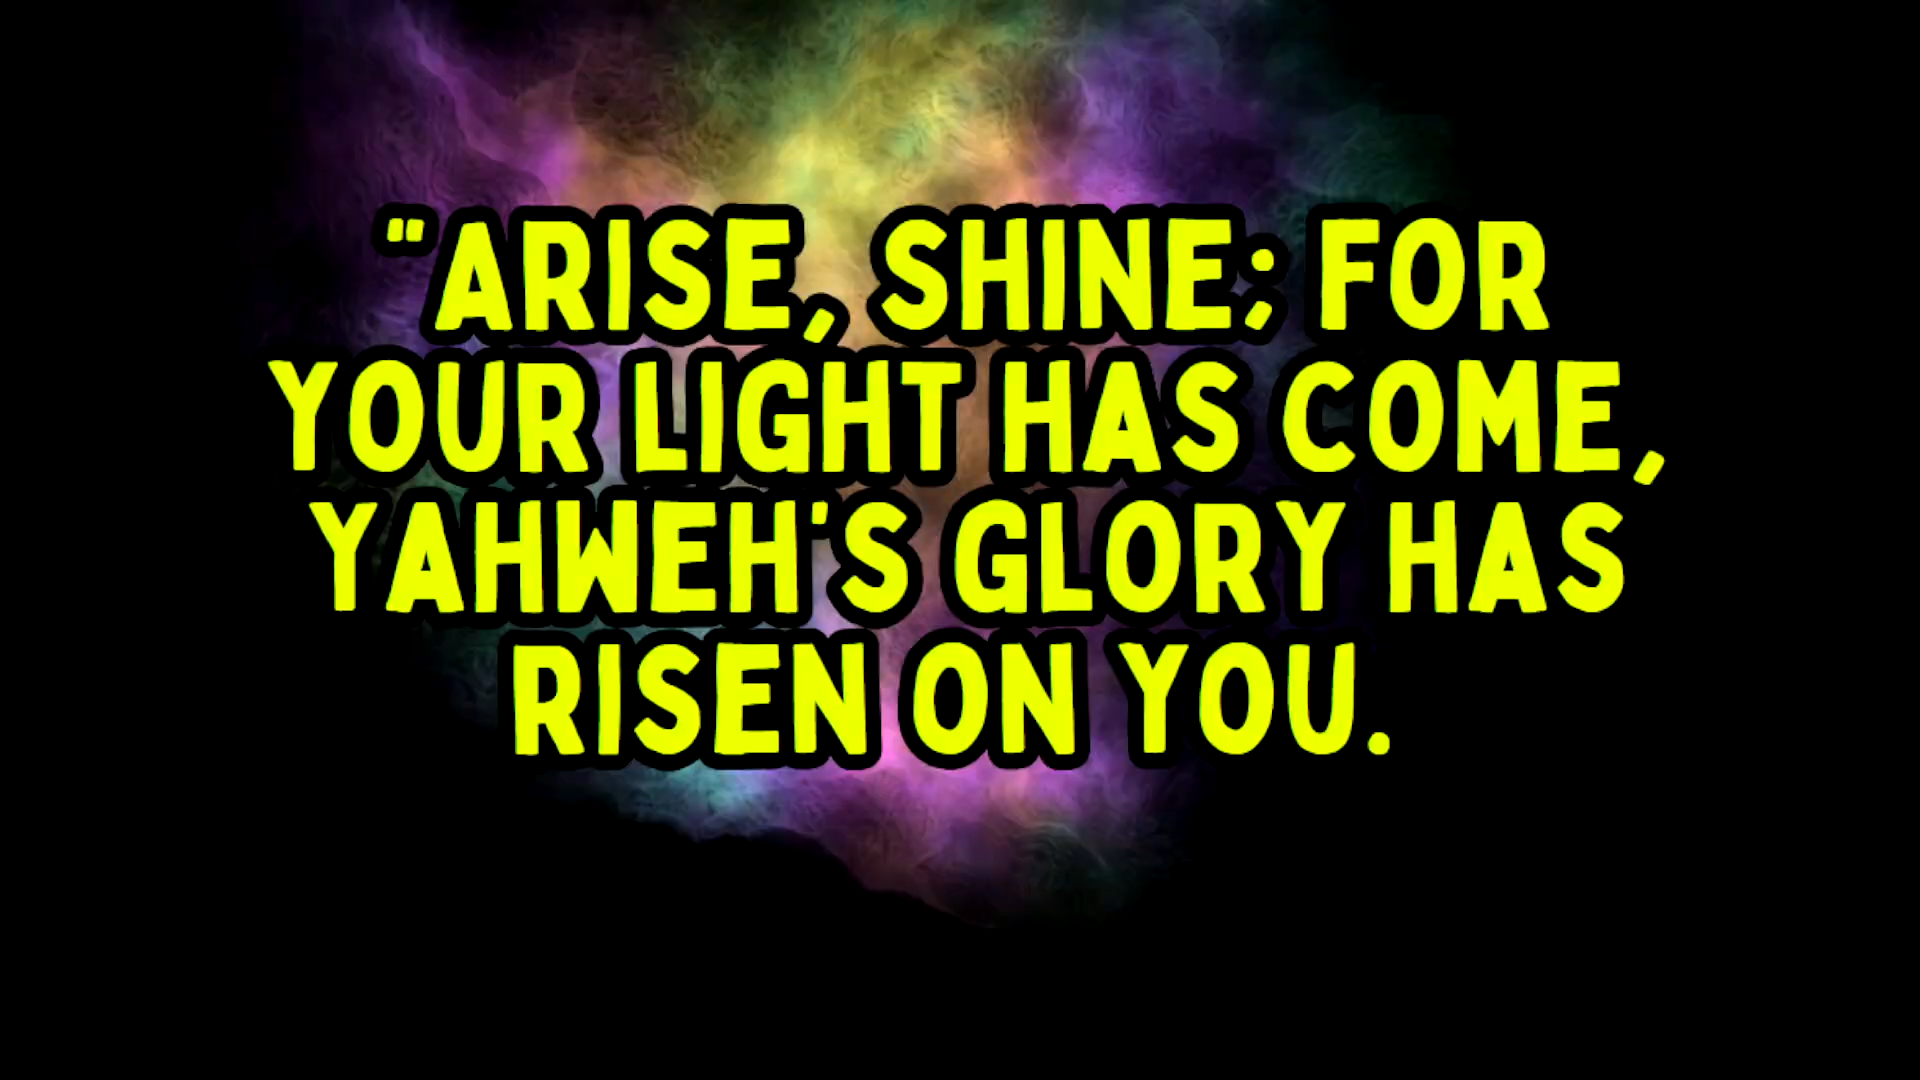 "ARISE, SHINE; FOR
YOUR LIGHT HAS COME,
YAHWEH'S GLORY HAS
RISEN ON YOU.